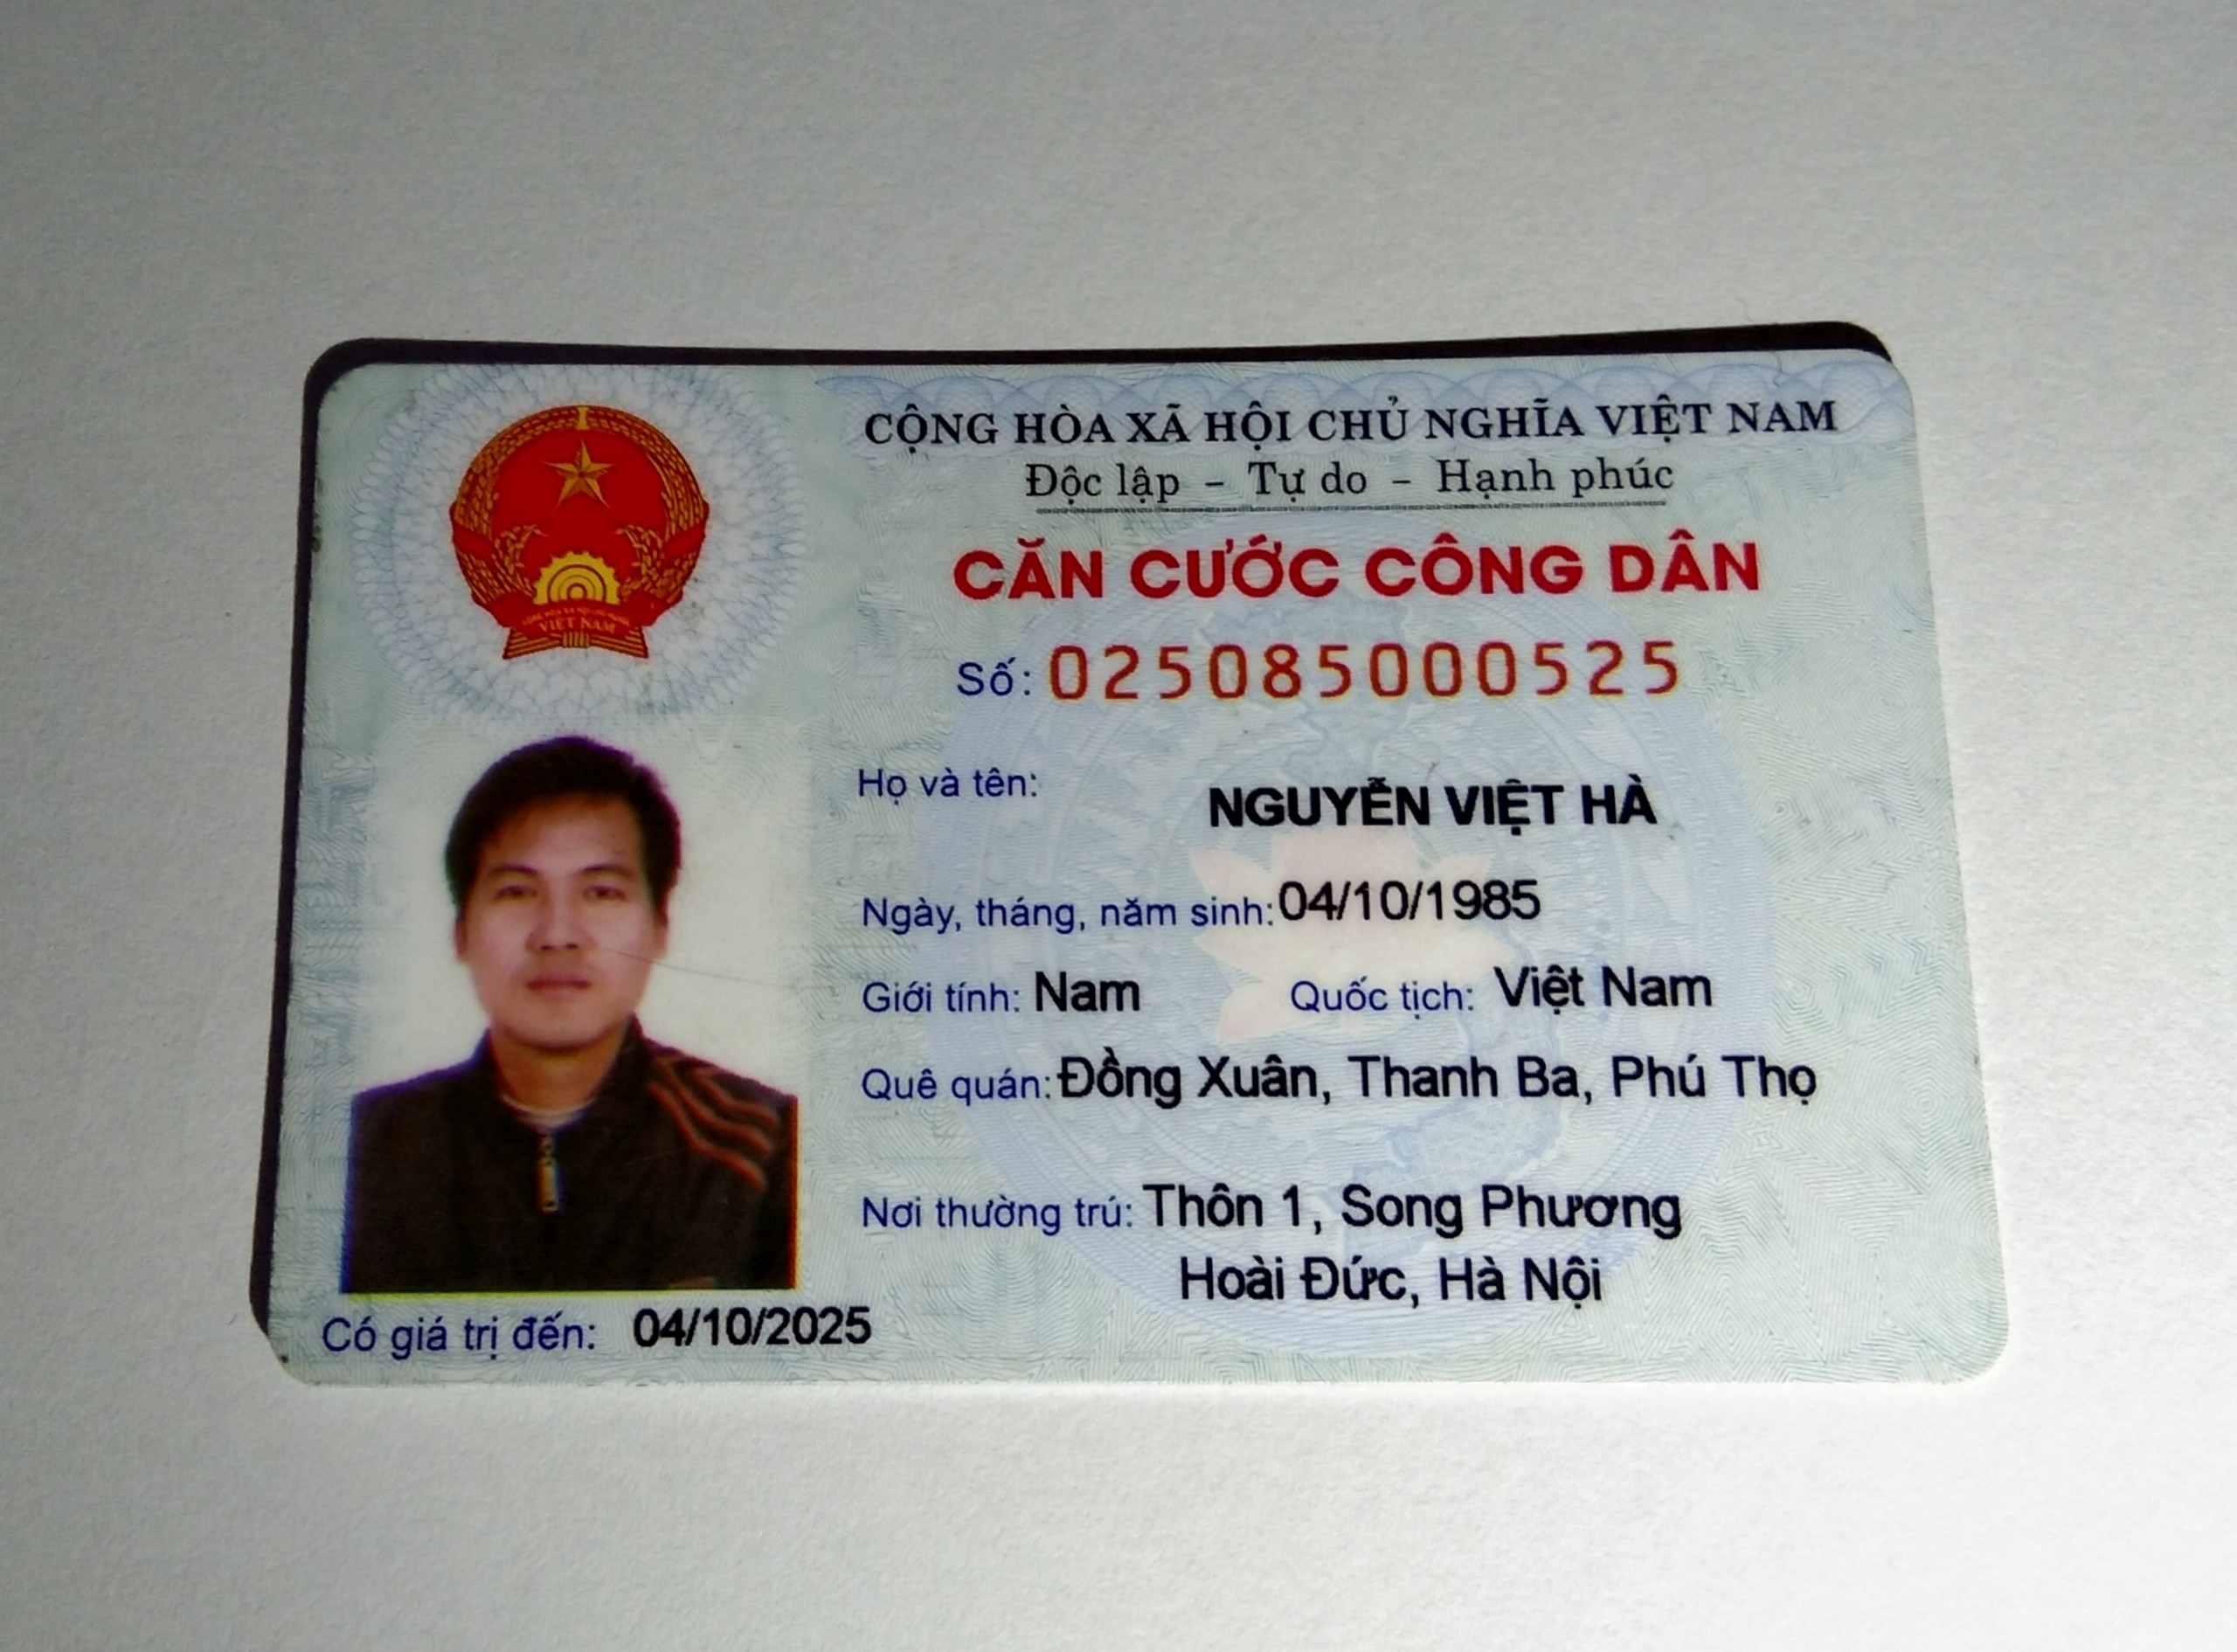 CỘNG HÒA XÃ HỘI CHỦ NGHĨA VIỆT NAM
Độc lập - Tự do - Hạnh phúc
CĂN CƯỚC CÔNG DÂN
Số: 025085000525
Họ và tên: NGUYỄN VIỆT HÀ
Ngày, tháng, năm sinh: 04/10/1985
Giới tính: Nam Quốc tịch: Việt Nam
Quê quán: Đồng Xuân, Thanh Ba, Phú Thọ
Nơi thường trú: Thôn 1, Song Phương
Hoài Đức, Hà Nội
Có giá trị đến: 04/10/2025
VIỆT NAM